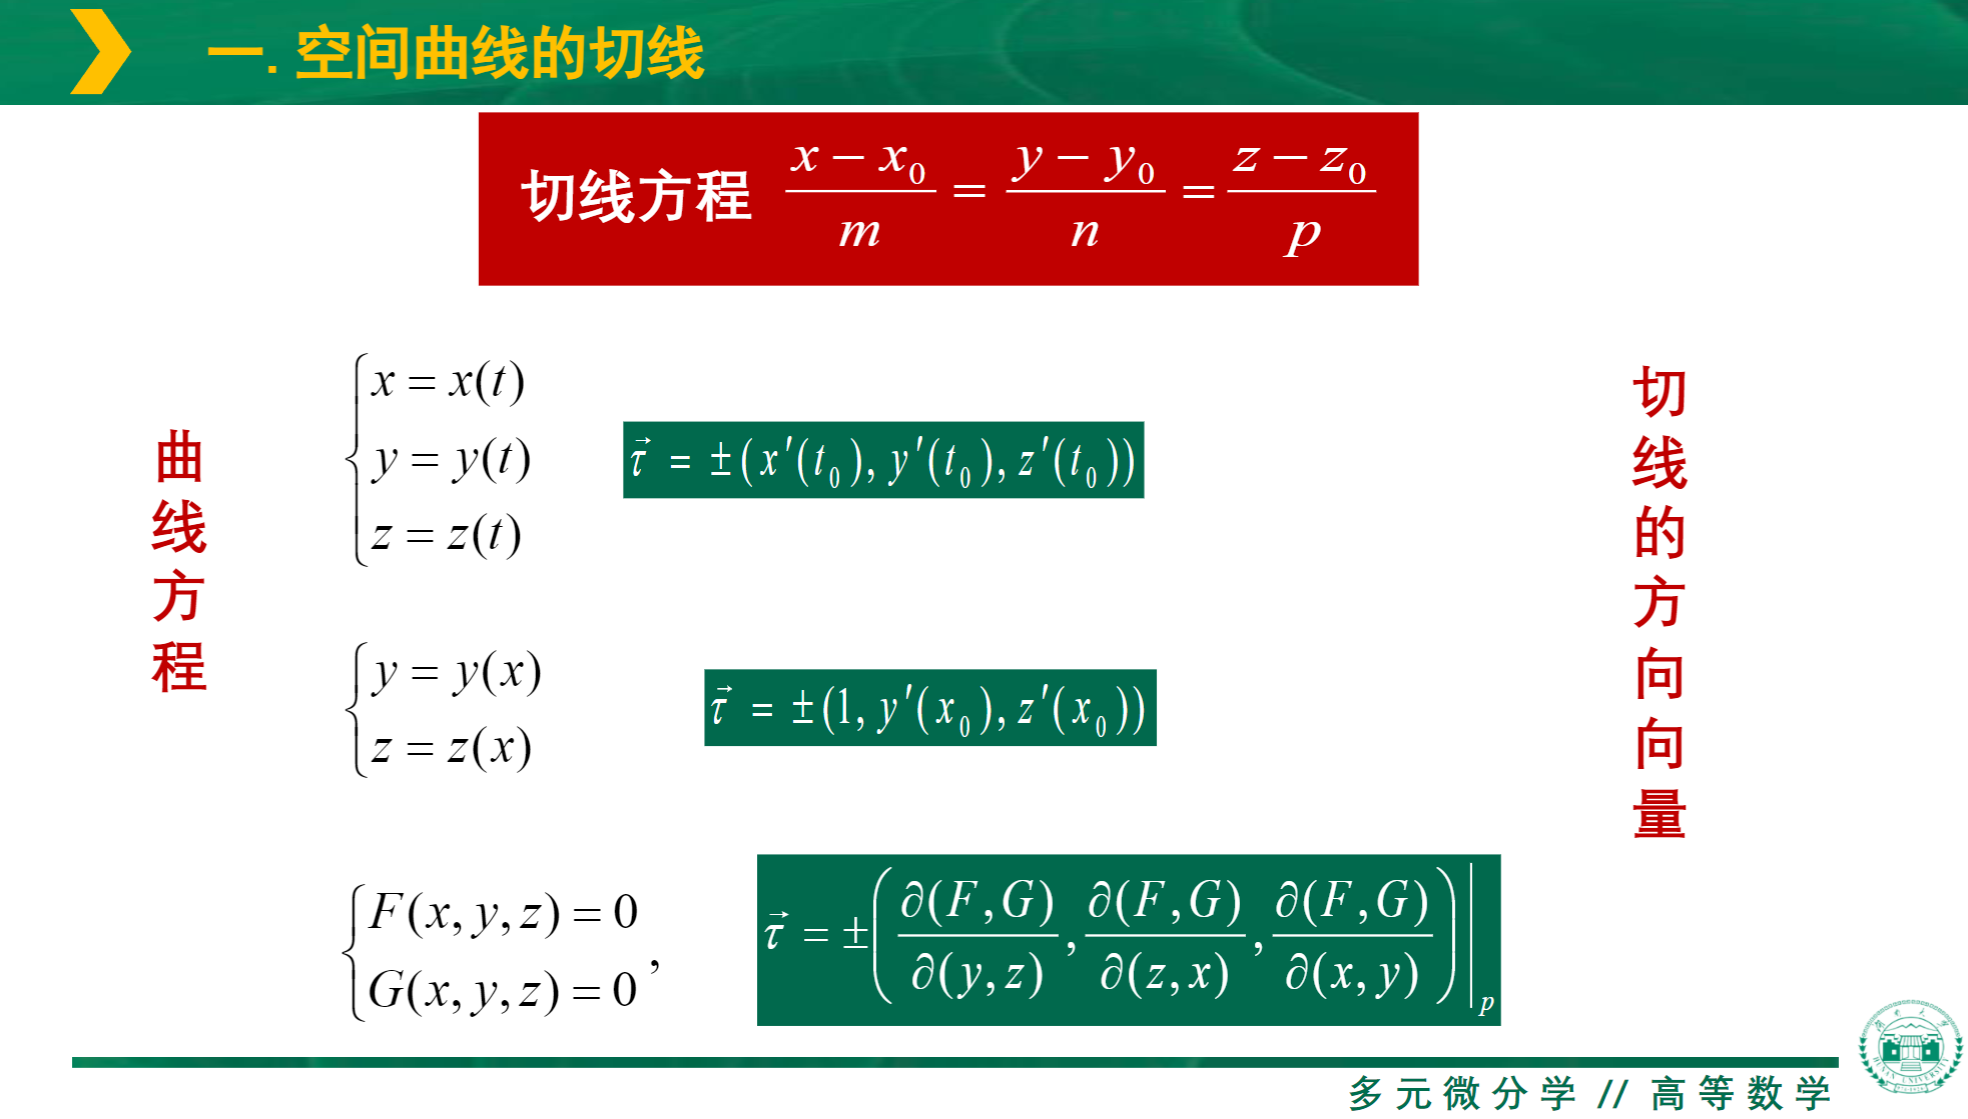 一. 空间曲线的切线
切线方程 \frac{x-x_0}{m} = \frac{y-y_0}{n} = \frac{z-z_0}{p}
曲线方程
\begin{cases} x = x(t) \\ y = y(t) \\ z = z(t) \end{cases}
\vec{\tau} = \pm(x'(t_0), y'(t_0), z'(t_0))
\begin{cases} y = y(x) \\ z = z(x) \end{cases}
\vec{\tau} = \pm(1, y'(x_0), z'(x_0))
\begin{cases} F(x, y, z) = 0 \\ G(x, y, z) = 0 \end{cases},
\vec{\tau} = \pm\left(\frac{\partial(F,G)}{\partial(y,z)}, \frac{\partial(F,G)}{\partial(z,x)}, \frac{\partial(F,G)}{\partial(x,y)}\right)\bigg|_p
切线的方向向量
多元微分学 // 高等数学